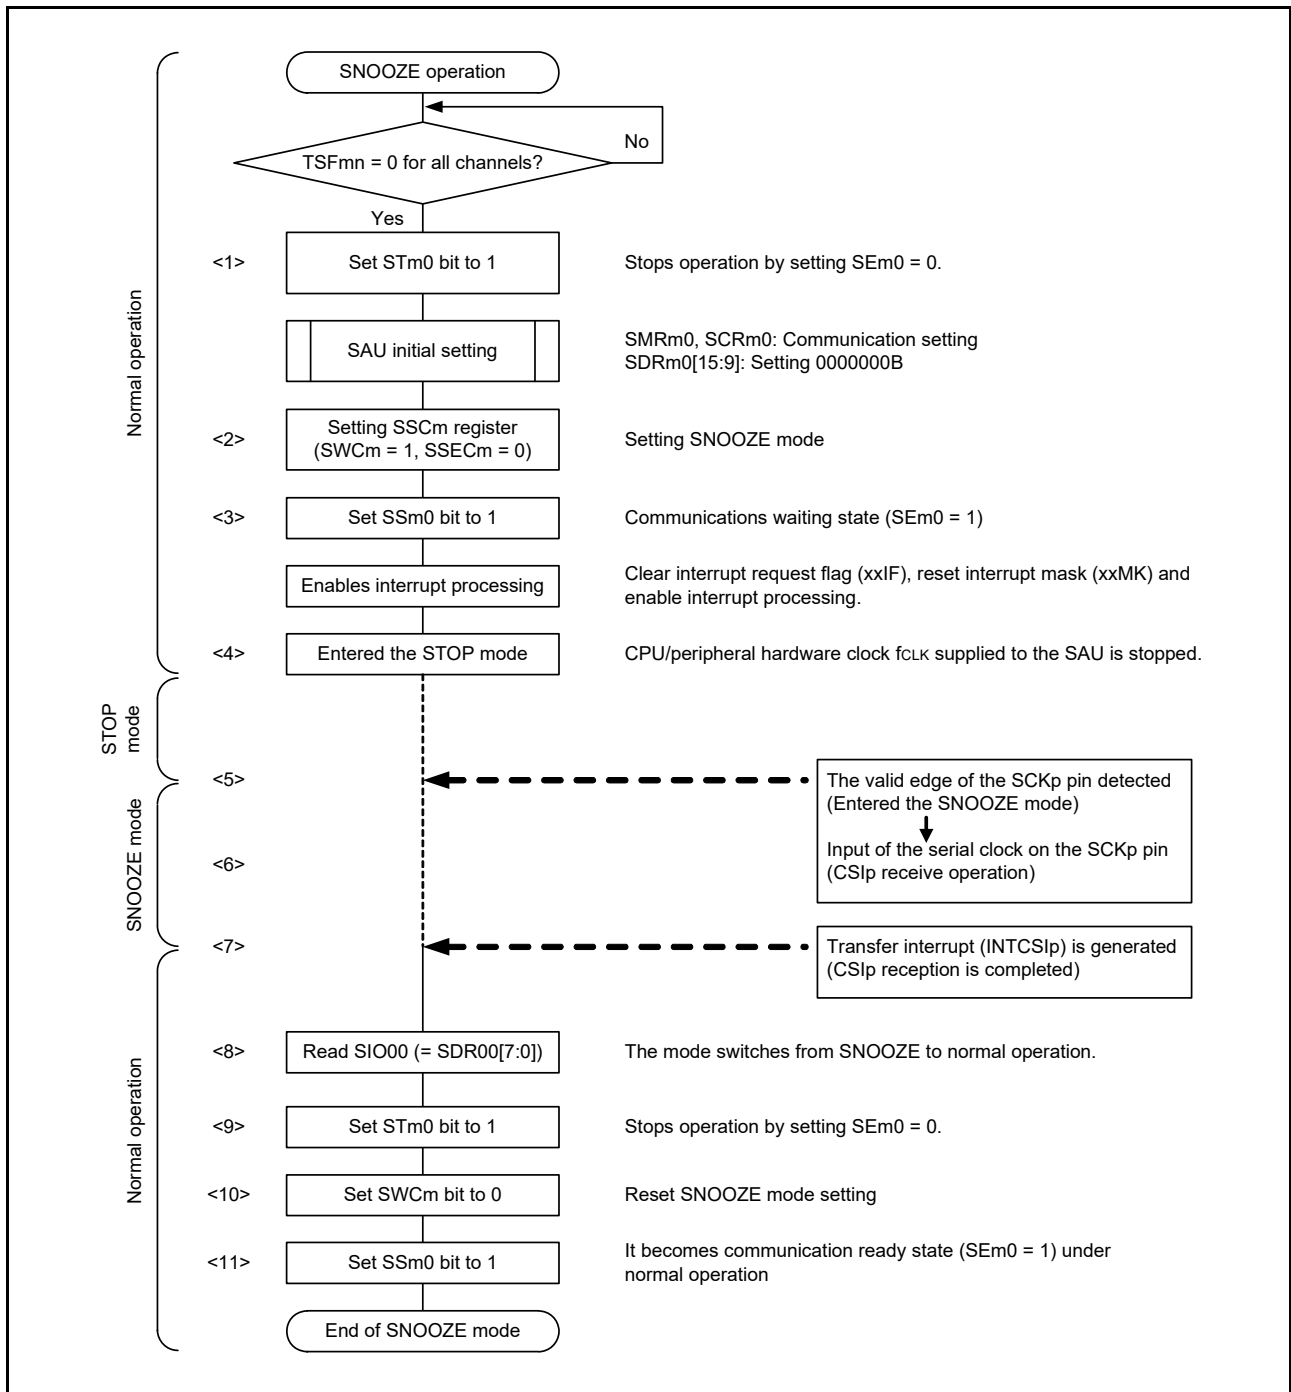 SNOOZE operation
No
TSFmn = 0 for all channels?
Yes
<1>
Set STm0 bit to 1
Stops operation by setting SEm0 = 0.
SAU initial setting
SMRm0, SCRm0: Communication setting
SDRm0[15:9]: Setting 0000000B
Normal operation
<2>
Setting SSCm register
(SWCm = 1, SSECm = 0)
Setting SNOOZE mode
<3>
Set SSm0 bit to 1
Communications waiting state (SEm0 = 1)
Enables interrupt processing
Clear interrupt request flag (xxIF), reset interrupt mask (xxMK) and
enable interrupt processing.
<4>
Entered the STOP mode
CPU/peripheral hardware clock fCLK supplied to the SAU is stopped.
STOP
mode
<5>
The valid edge of the SCKp pin detected
(Entered the SNOOZE mode)
SNOOZE mode
<6>
Input of the serial clock on the SCKp pin
(CSIp receive operation)
<7>
Transfer interrupt (INTCSIp) is generated
(CSIp reception is completed)
<8>
Read SIO00 (= SDR00[7:0])
The mode switches from SNOOZE to normal operation.
Normal operation
<9>
Set STm0 bit to 1
Stops operation by setting SEm0 = 0.
<10>
Set SWCm bit to 0
Reset SNOOZE mode setting
<11>
Set SSm0 bit to 1
It becomes communication ready state (SEm0 = 1) under
normal operation
End of SNOOZE mode